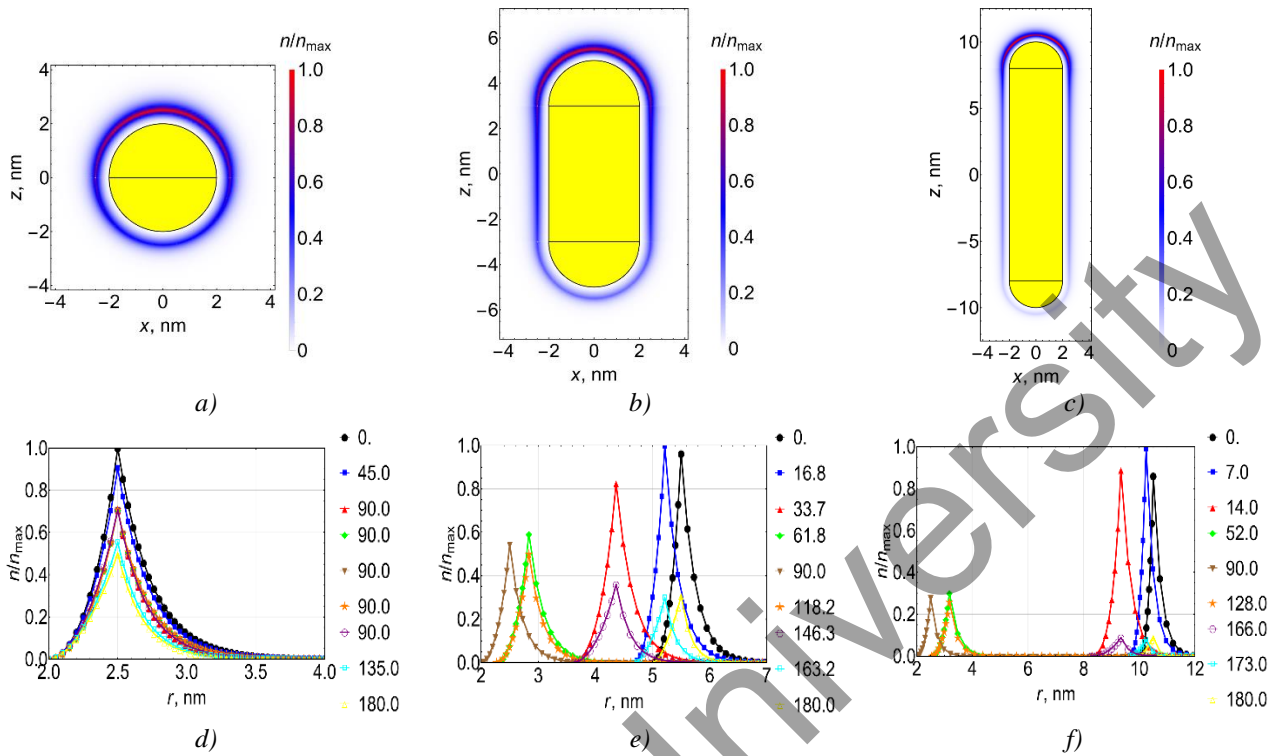 n/nmax
1.0
0.8
0.6
0.4
0.2
0
4
2
0
−2
−4
z, nm
−4 −2 0 2 4
x, nm
a)
n/nmax
1.0
0.8
0.6
0.4
0.2
0
6
4
2
0
−2
−4
−6
z, nm
−4 −2 0 2 4
x, nm
b)
n/nmax
1.0
0.8
0.6
0.4
0.2
0
10
5
0
−5
−10
z, nm
−4 −2 0 2 4
x, nm
c)
1.0
0.8
0.6
0.4
0.2
0.0
n/nmax
2.0 2.5 3.0 3.5 4.0
r, nm
0.
45.0
90.0
90.0
90.0
90.0
90.0
135.0
180.0
d)
1.0
0.8
0.6
0.4
0.2
0.0
n/nmax
2 3 4 5 6 7
r, nm
0.
16.8
33.7
61.8
90.0
118.2
146.3
163.2
180.0
e)
1.0
0.8
0.6
0.4
0.2
0.0
n/nmax
2 4 6 8 10 12
r, nm
0.
7.0
14.0
52.0
90.0
128.0
166.0
173.0
180.0
f)
University